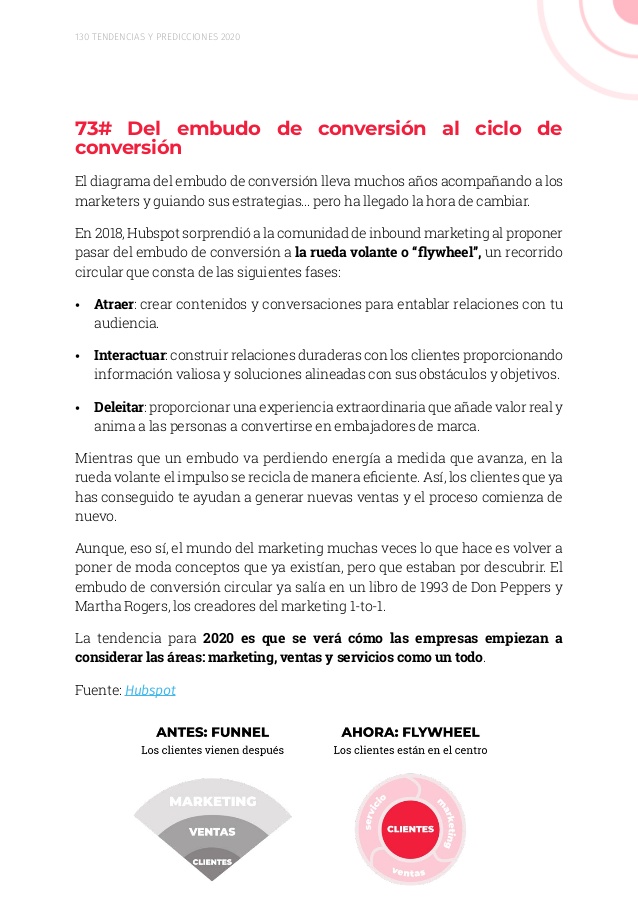 130 TENDENCIAS Y PREDICCIONES 2020
73# Del embudo de conversión al ciclo de
conversión
El diagrama del embudo de conversión lleva muchos años acompañando a los
marketers y guiando sus estrategias... pero ha llegado la hora de cambiar.
En 2018, Hubspot sorprendió a la comunidad de inbound marketing al proponer
pasar del embudo de conversión a la rueda volante o “flywheel”, un recorrido
circular que consta de las siguientes fases:
• Atraer: crear contenidos y conversaciones para entablar relaciones con tu
audiencia.
• Interactuar: construir relaciones duraderas con los clientes proporcionando
información valiosa y soluciones alineadas con sus obstáculos y objetivos.
• Deleitar: proporcionar una experiencia extraordinaria que añade valor real y
anima a las personas a convertirse en embajadores de marca.
Mientras que un embudo va perdiendo energía a medida que avanza, en la
rueda volante el impulso se recicla de manera eficiente. Así, los clientes que ya
has conseguido te ayudan a generar nuevas ventas y el proceso comienza de
nuevo.
Aunque, eso sí, el mundo del marketing muchas veces lo que hace es volver a
poner de moda conceptos que ya existían, pero que estaban por descubrir. El
embudo de conversión circular ya salía en un libro de 1993 de Don Peppers y
Martha Rogers, los creadores del marketing 1-to-1.
La tendencia para 2020 es que se verá cómo las empresas empiezan a
considerar las áreas: marketing, ventas y servicios como un todo.
Fuente: Hubspot
ANTES: FUNNEL
Los clientes vienen después
MARKETING
VENTAS
CLIENTES
AHORA: FLYWHEEL
Los clientes están en el centro
servicio
marketing
CLIENTES
ventas